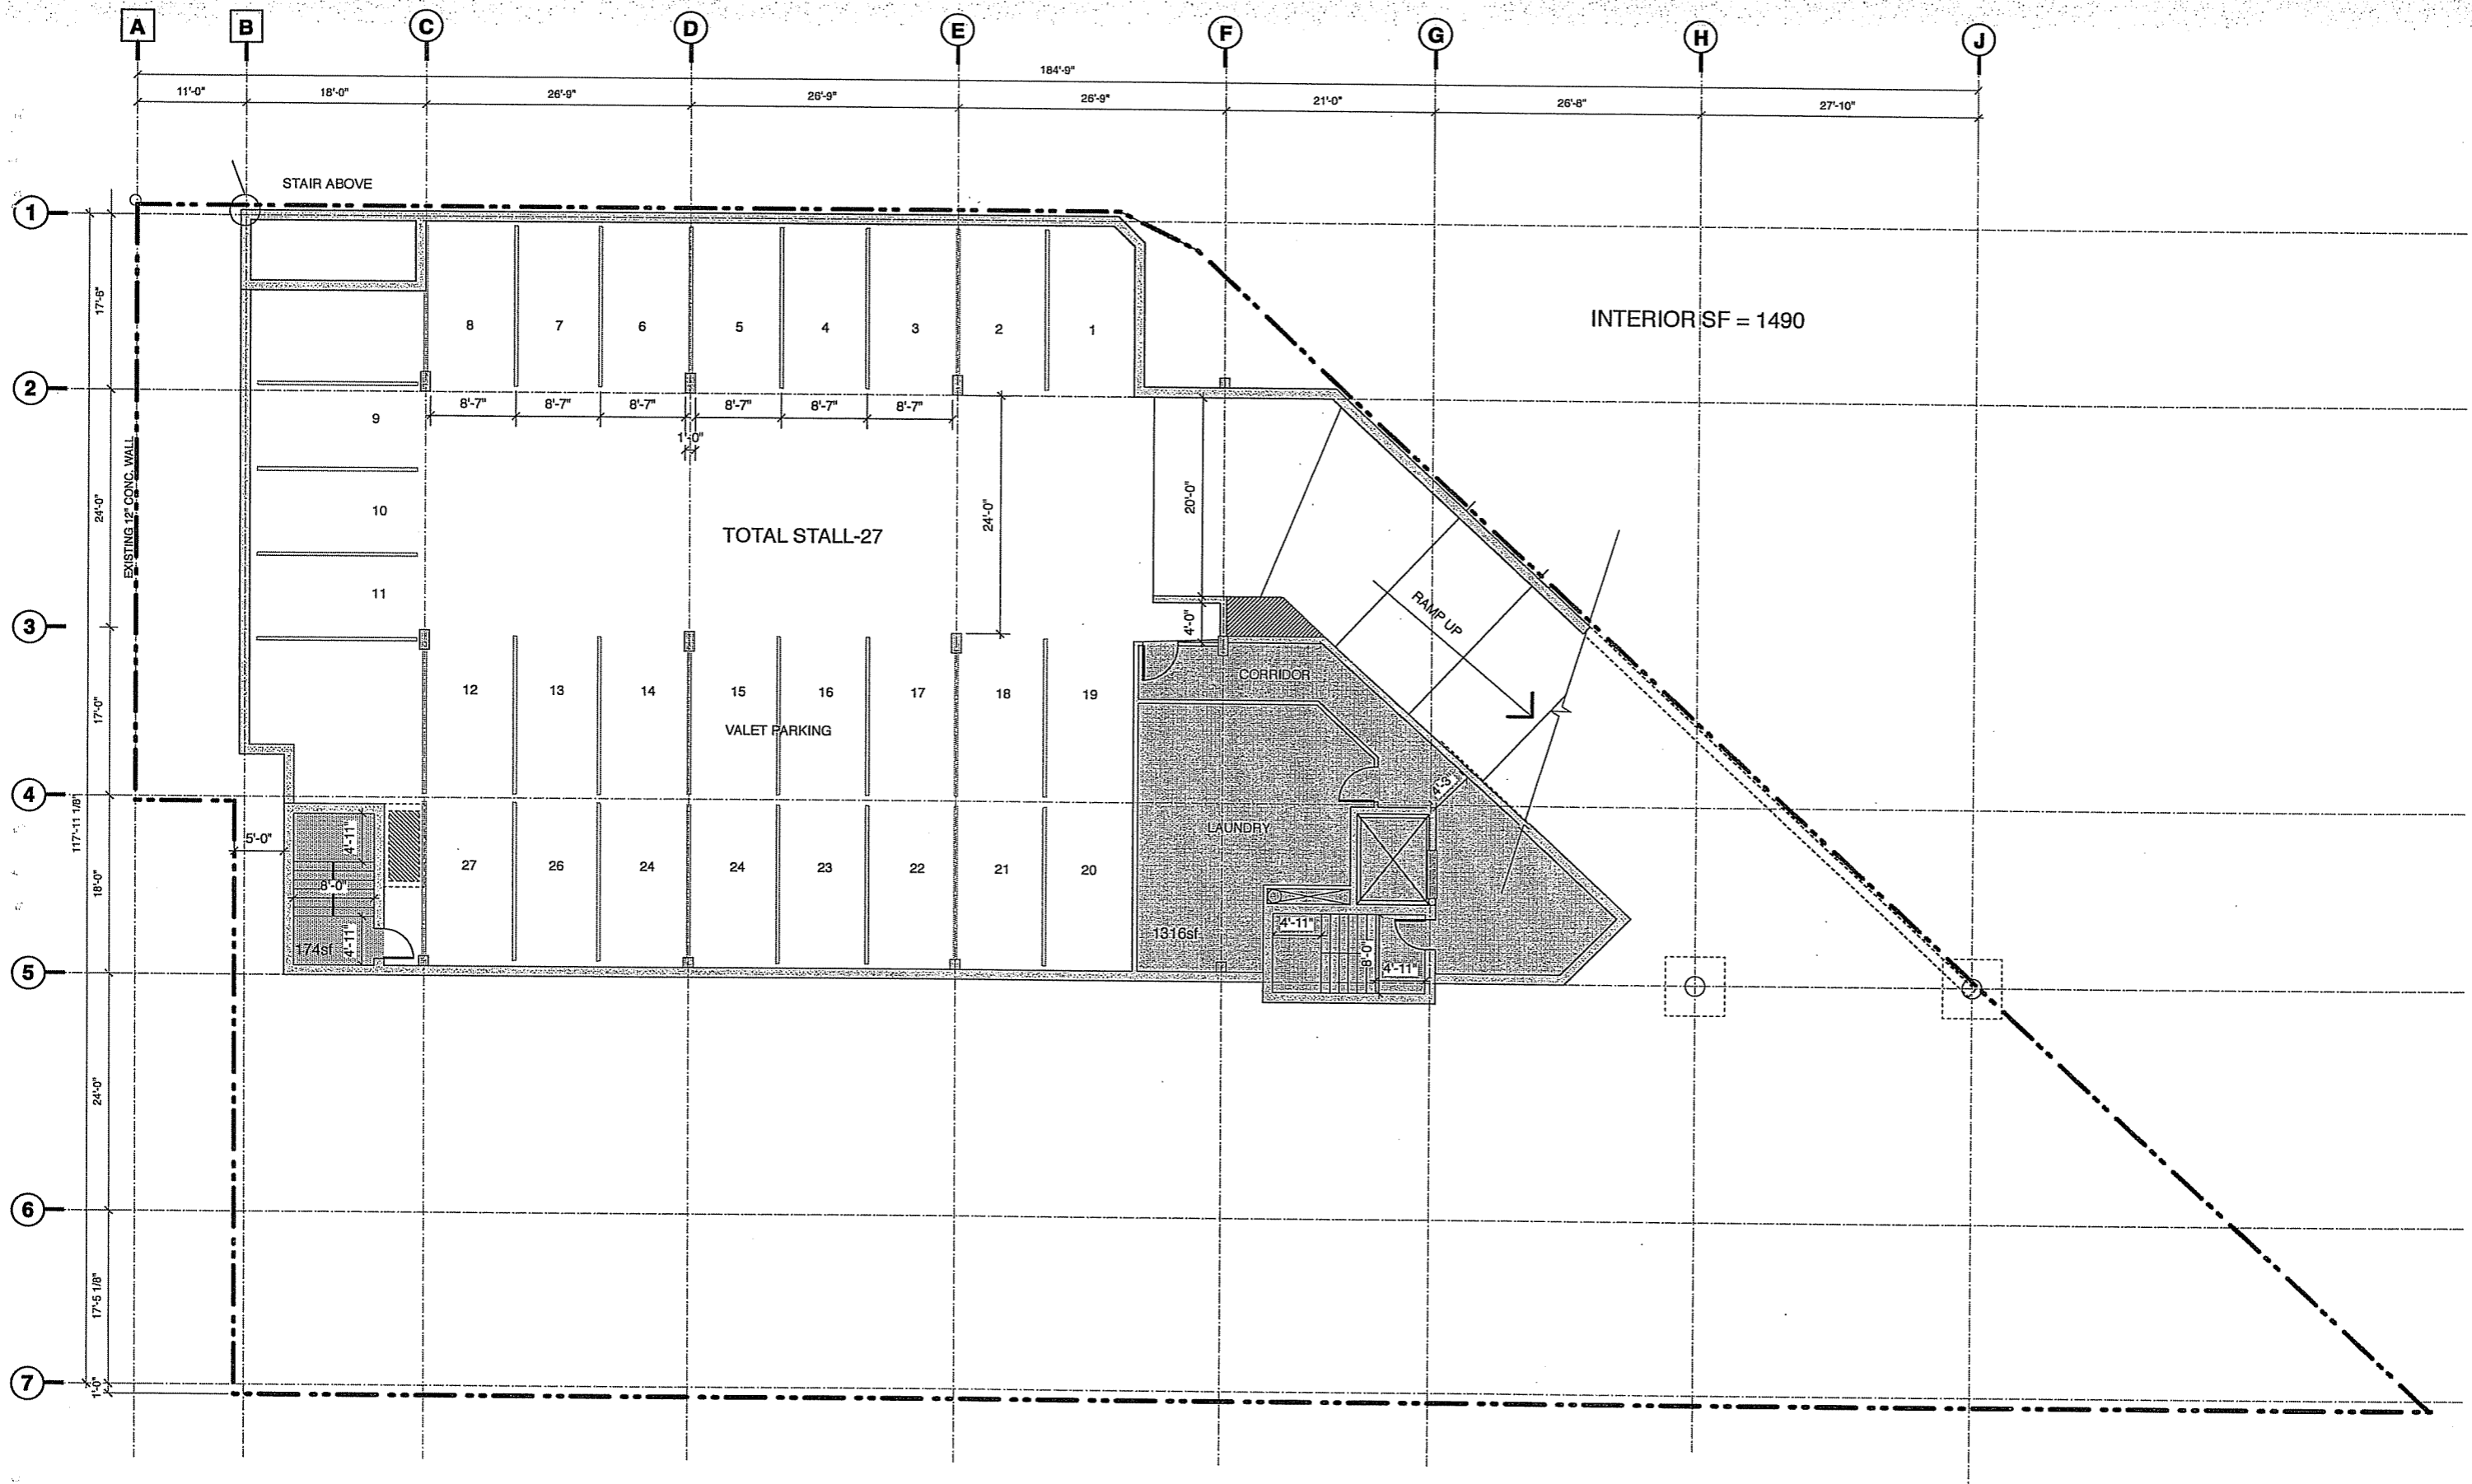 A B C D E F G H J
184'-9"
11'-0" 18'-0" 26'-9" 26'-9" 26'-9" 21'-0" 26'-8" 27'-10"
STAIR ABOVE
1
17'-6"
INTERIOR SF = 1490
8 7 6 5 4 3 2 1
2
8'-7" 8'-7" 8'-7" 8'-7" 8'-7" 8'-7"
9
1'-0"
EXISTING 12" CONC. WALL
24'-0"
10
24'-0"
20'-0"
TOTAL STALL-27
11
RAMP UP
3
4'-0"
CORRIDOR
17'-0"
12 13 14 15 16 17 18 19
VALET PARKING
4
4'-3"
117'-11 1/8"
5'-0"
4'-11"
LAUNDRY
18'-0"
8'-0"
27 26 24 24 23 22 21 20
4'-11"
174sf
1316sf
4'-11"
8'-0"
4'-11"
5
24'-0"
6
17'-5 1/8"
7
1'-0"